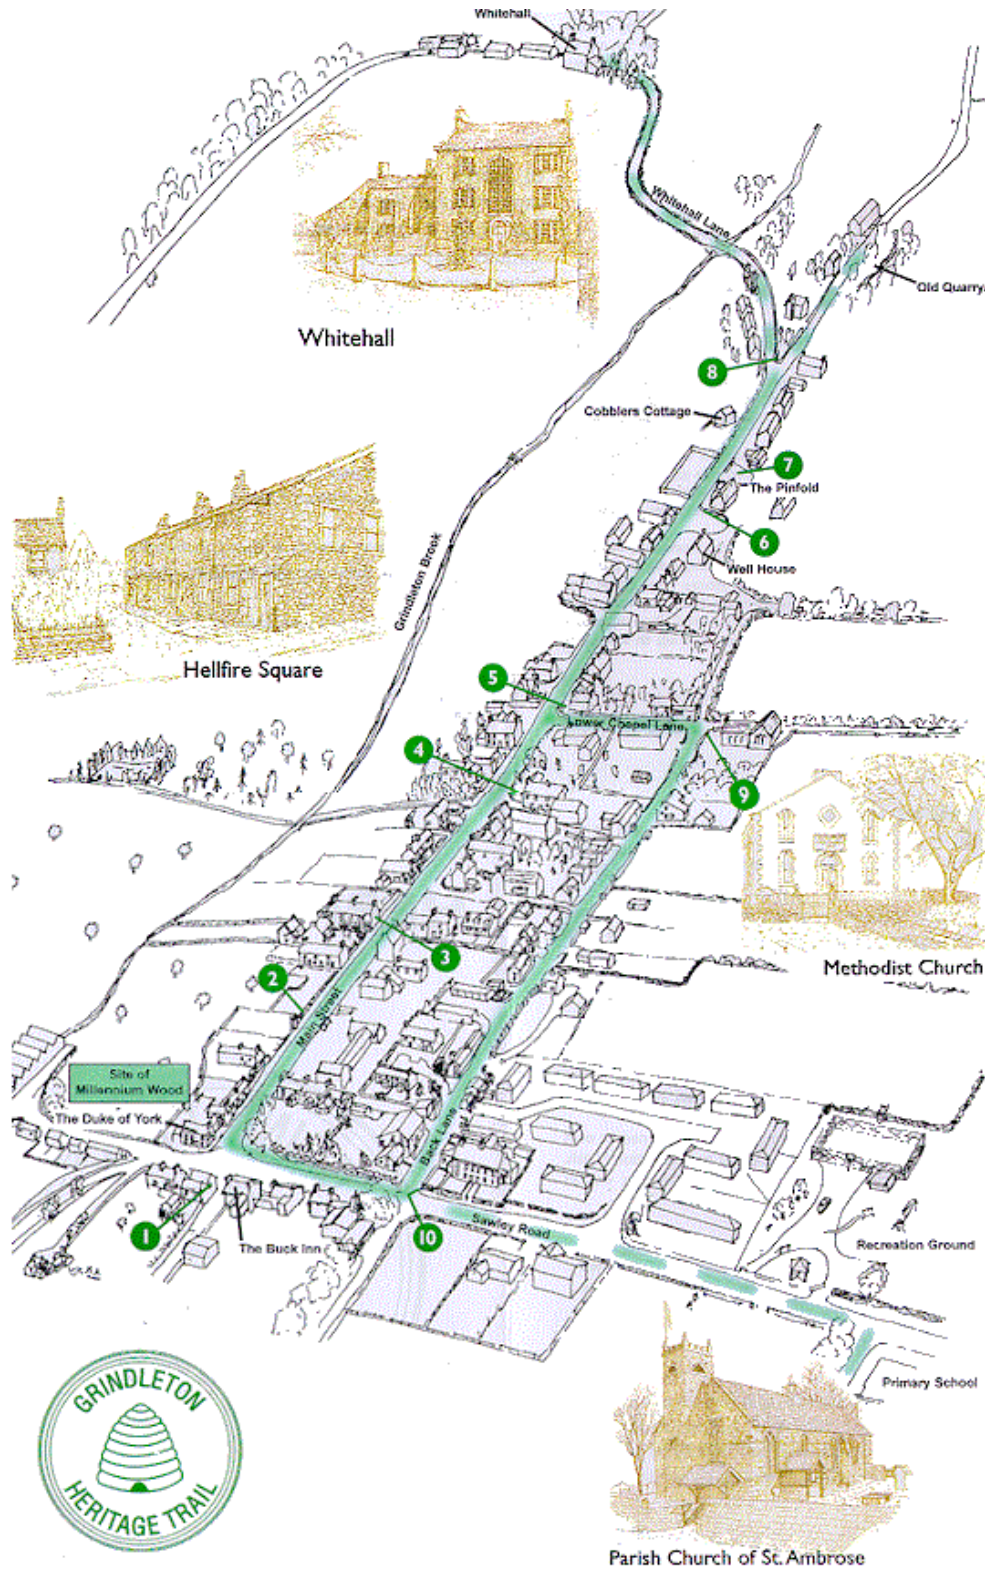 Whitehall
Whitehall Lane
Old Quarry
Whitehall
8
Cobblers Cottage
7
The Pinfold
6
Well House
Grindleton Brook
Hellfire Square
5
Lower Chapel Lane
4
9
Methodist Church
3
2
Main Street
Site of
Millennium Wood
The Duke of York
Back Lane
1
The Buck Inn
10
Sawley Road
Recreation Ground
Primary School
GRINDLETON
HERITAGE TRAIL
Parish Church of St. Ambrose